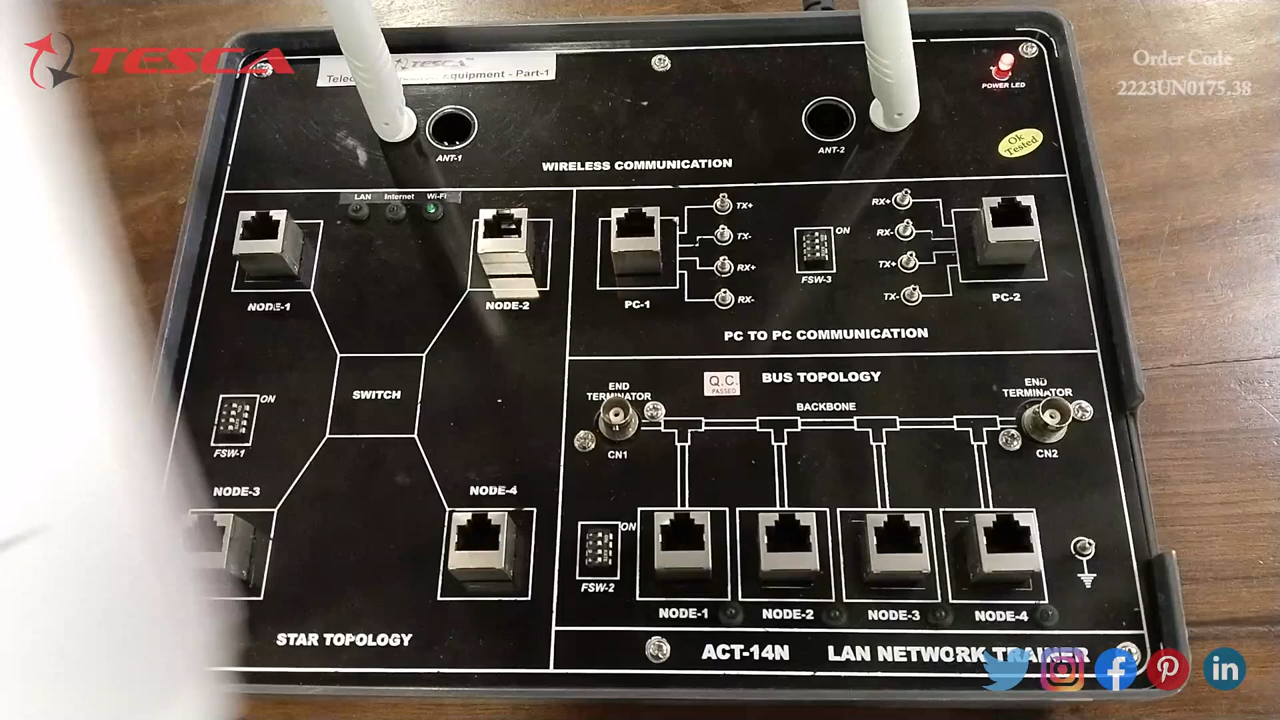 TESCA
TESCA
Equipment - Part-1
Order Code
2223UN0175.38
POWER LED
Ok
Tested
ANT-1
ANT-2
WIRELESS COMMUNICATION
LAN
Internet
Wi-Fi
NODE-1
NODE-2
SWITCH
ON
FSW-1
NODE-3
NODE-4
STAR TOPOLOGY
TX+
TX-
RX+
RX-
PC-1
ON
FSW-3
RX+
RX-
TX+
TX-
PC-2
PC TO PC COMMUNICATION
Q.C.
PASSED
BUS TOPOLOGY
BACKBONE
END
TERMINATOR
CN1
END
TERMINATOR
CN2
ON
FSW-2
NODE-1
NODE-2
NODE-3
NODE-4
ACT-14N
LAN NETWORK TRAINER